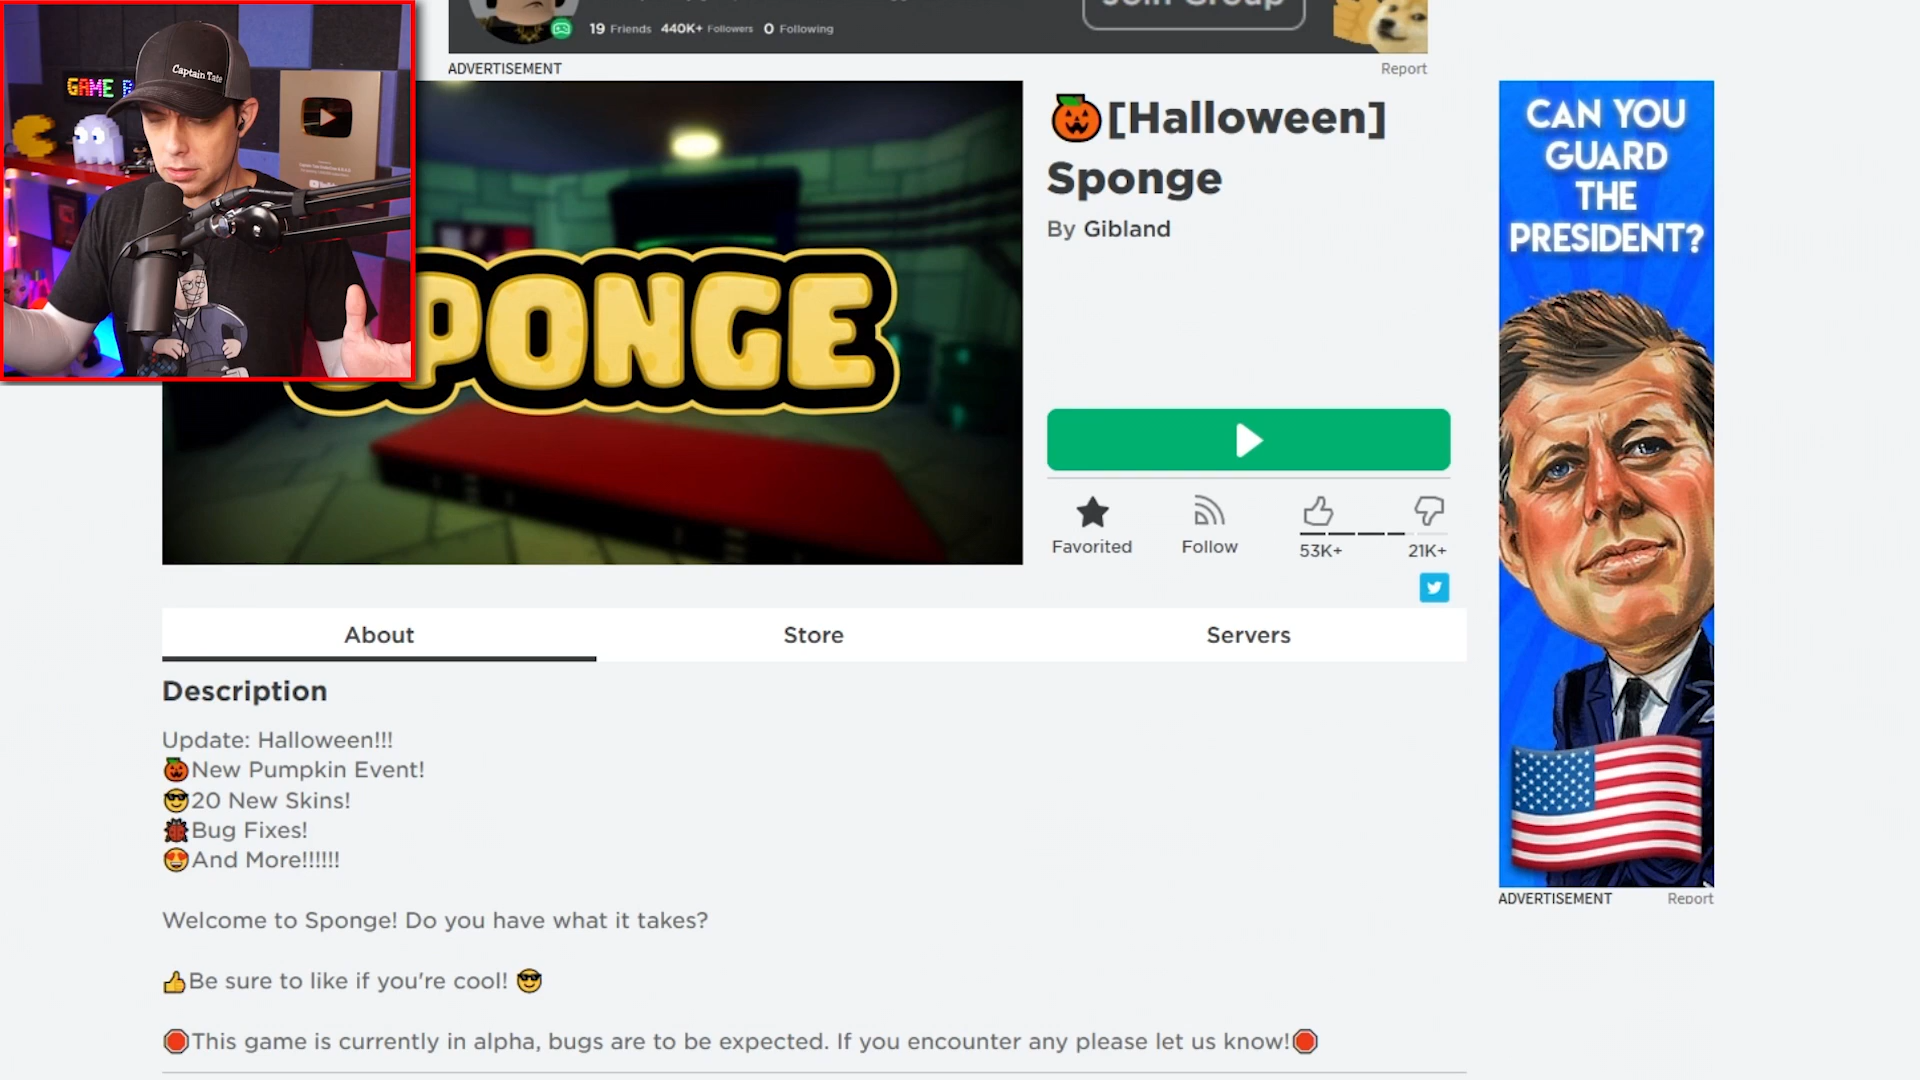 19 Friends 440K+ Followers 0 Following
Join Group
ADVERTISEMENT
Report
GAME
Captain Tate
SPONGE
[Halloween]
Sponge
By Gibland
Favorited
Follow
53K+
21K+
About
Store
Servers
Description
Update: Halloween!!!
New Pumpkin Event!
20 New Skins!
Bug Fixes!
And More!!!!!!
Welcome to Sponge! Do you have what it takes?
Be sure to like if you're cool!
This game is currently in alpha, bugs are to be expected. If you encounter any please let us know!
CAN YOU
GUARD
THE
PRESIDENT?
ADVERTISEMENT
Report